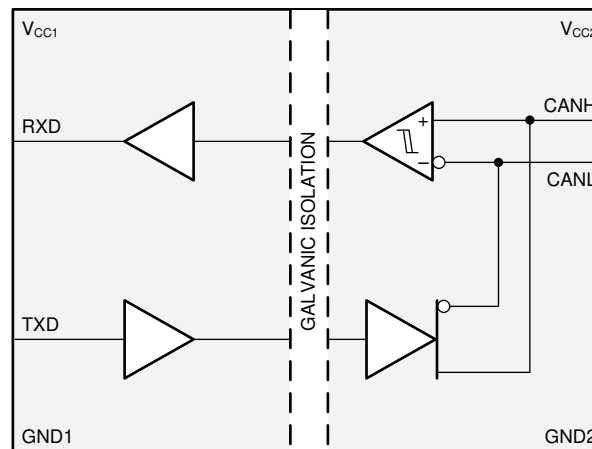 VCC1
VCC2
RXD
CANH
+
−
CANL
GALVANIC ISOLATION
TXD
GND1
GND2